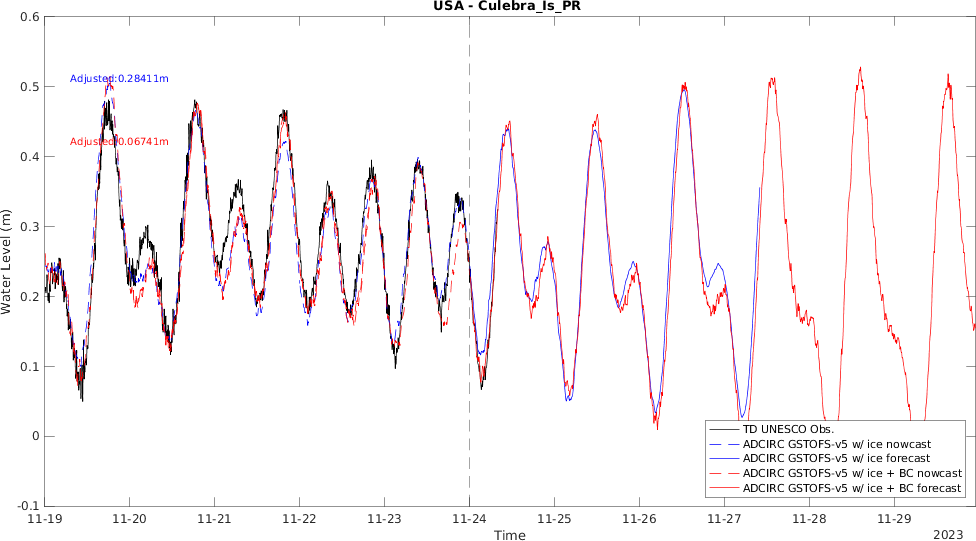 USA - Culebra_Is_PR
0.6
0.5
0.4
0.3
0.2
0.1
0
-0.1
Water Level (m)
Adjusted:0.28411m
Adjusted:0.06741m
TD UNESCO Obs.
ADCIRC GSTOFS-v5 w/ ice nowcast
ADCIRC GSTOFS-v5 w/ ice forecast
ADCIRC GSTOFS-v5 w/ ice + BC nowcast
ADCIRC GSTOFS-v5 w/ ice + BC forecast
11-19 11-20 11-21 11-22 11-23 11-24 11-25 11-26 11-27 11-28 11-29
Time
2023